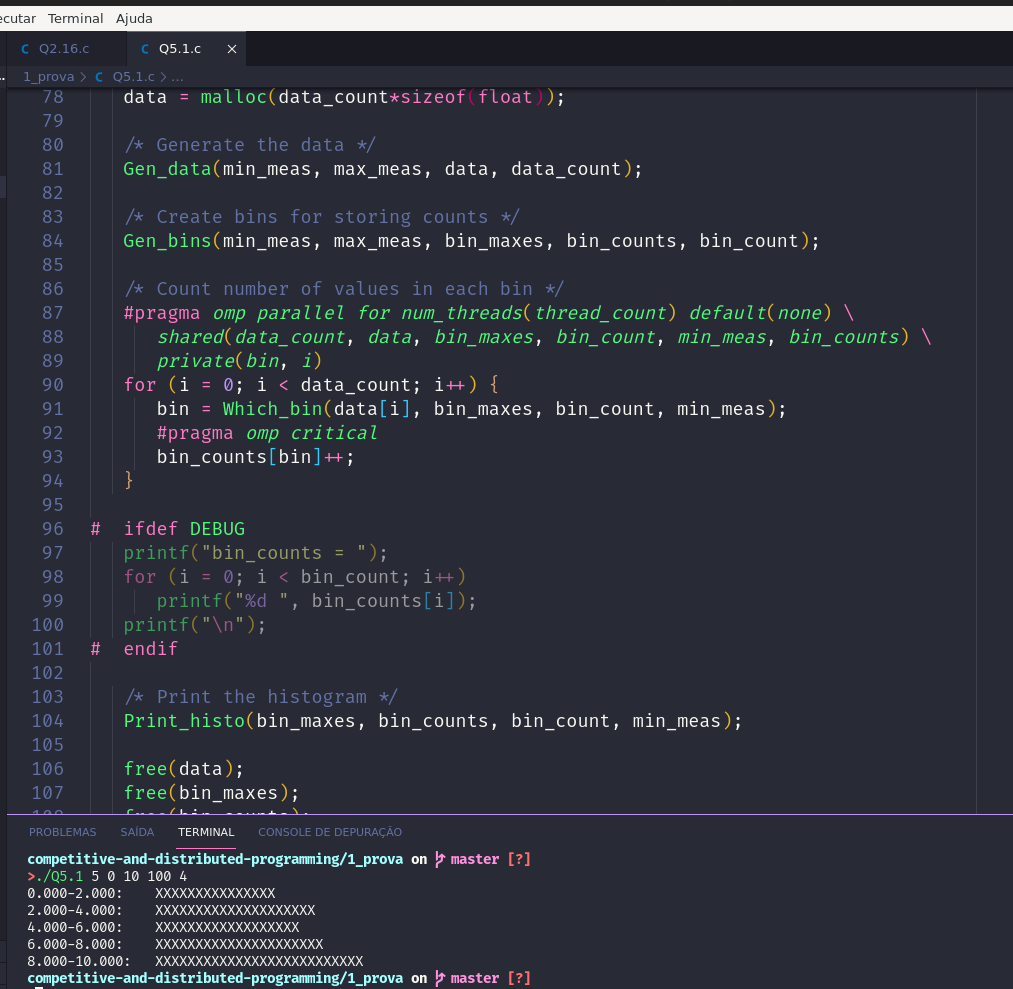 ecutar Terminal Ajuda
C Q2.16.c C Q5.1.c ×
1_prova > C Q5.1.c > ...
78 data = malloc(data_count*sizeof(float));
79
80 /* Generate the data */
81 Gen_data(min_meas, max_meas, data, data_count);
82
83 /* Create bins for storing counts */
84 Gen_bins(min_meas, max_meas, bin_maxes, bin_counts, bin_count);
85
86 /* Count number of values in each bin */
87 #pragma omp parallel for num_threads(thread_count) default(none) \
88 shared(data_count, data, bin_maxes, bin_count, min_meas, bin_counts) \
89 private(bin, i)
90 for (i = 0; i < data_count; i++) {
91 bin = Which_bin(data[i], bin_maxes, bin_count, min_meas);
92 #pragma omp critical
93 bin_counts[bin]++;
94 }
95
96 # ifdef DEBUG
97 printf("bin_counts = ");
98 for (i = 0; i < bin_count; i++)
99 printf("%d ", bin_counts[i]);
100 printf("\n");
101 # endif
102
103 /* Print the histogram */
104 Print_histo(bin_maxes, bin_counts, bin_count, min_meas);
105
106 free(data);
107 free(bin_maxes);
PROBLEMAS SAÍDA TERMINAL CONSOLE DE DEPURAÇÃO
competitive-and-distributed-programming/1_prova on master [?]
>./Q5.1 5 0 10 100 4
0.000-2.000: XXXXXXXXXXXXXXX
2.000-4.000: XXXXXXXXXXXXXXXXXXXX
4.000-6.000: XXXXXXXXXXXXXXXXXX
6.000-8.000: XXXXXXXXXXXXXXXXXXXXX
8.000-10.000: XXXXXXXXXXXXXXXXXXXXXXXXXX
competitive-and-distributed-programming/1_prova on master [?]